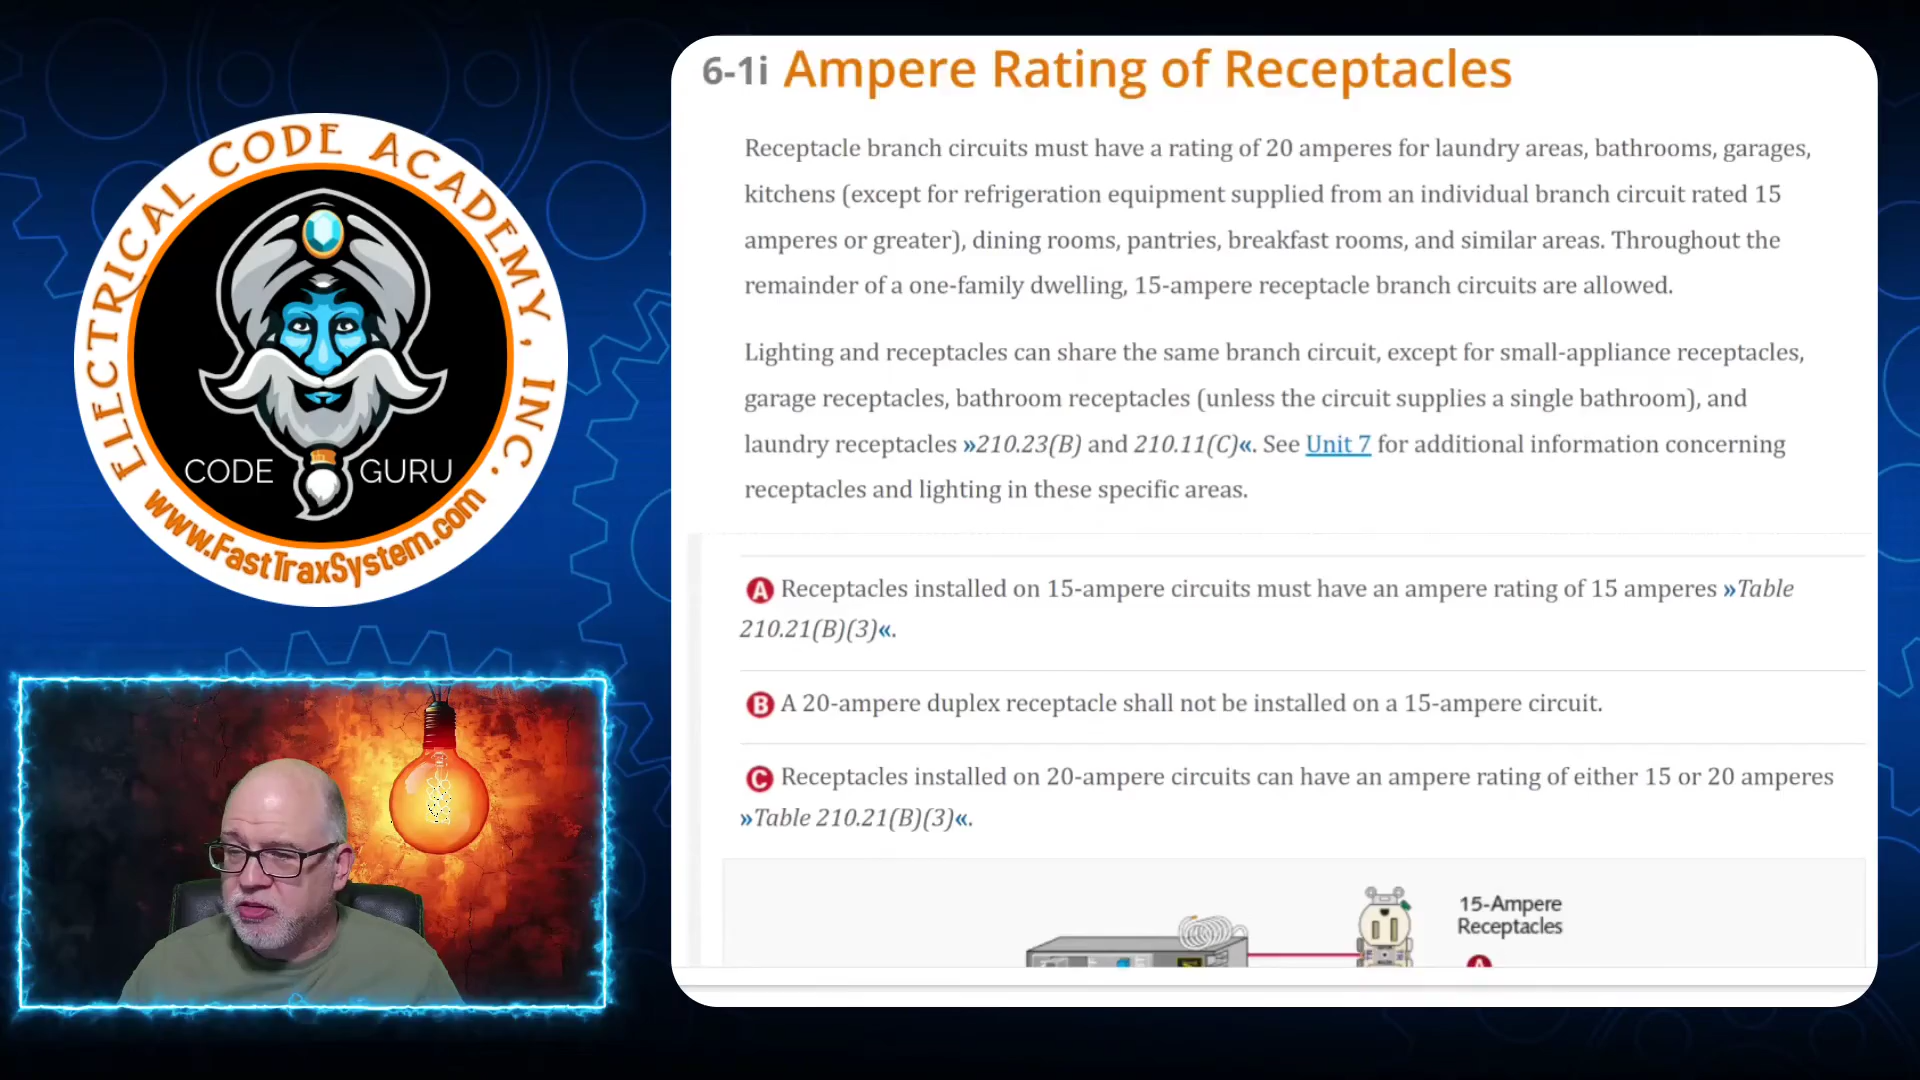 ELECTRICAL CODE ACADEMY, INC.
CODE GURU
www.FastTraxSystem.com
6-1i Ampere Rating of Receptacles
Receptacle branch circuits must have a rating of 20 amperes for laundry areas, bathrooms, garages,
kitchens (except for refrigeration equipment supplied from an individual branch circuit rated 15
amperes or greater), dining rooms, pantries, breakfast rooms, and similar areas. Throughout the
remainder of a one-family dwelling, 15-ampere receptacle branch circuits are allowed.
Lighting and receptacles can share the same branch circuit, except for small-appliance receptacles,
garage receptacles, bathroom receptacles (unless the circuit supplies a single bathroom), and
laundry receptacles »210.23(B) and 210.11(C)«. See Unit 7 for additional information concerning
receptacles and lighting in these specific areas.
A Receptacles installed on 15-ampere circuits must have an ampere rating of 15 amperes »Table
210.21(B)(3)«.
B A 20-ampere duplex receptacle shall not be installed on a 15-ampere circuit.
C Receptacles installed on 20-ampere circuits can have an ampere rating of either 15 or 20 amperes
»Table 210.21(B)(3)«.
15-Ampere
Receptacles
A